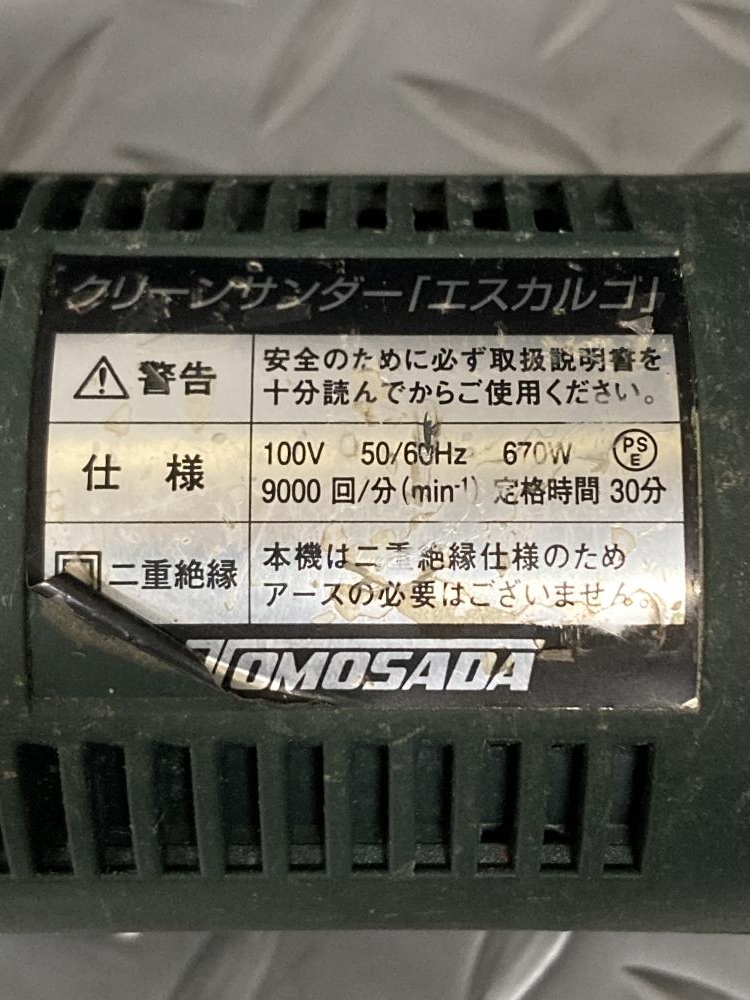 クリーンサンダー「エスカルゴ」
警告
安全のために必ず取扱説明書を
十分読んでからご使用ください。
仕様
100V 50/60Hz 670W PSE
9000 回/分(min⁻¹) 定格時間 30分
二重絶縁
本機は二重絶縁仕様のため
アースの必要はございません。
TOMOSADA